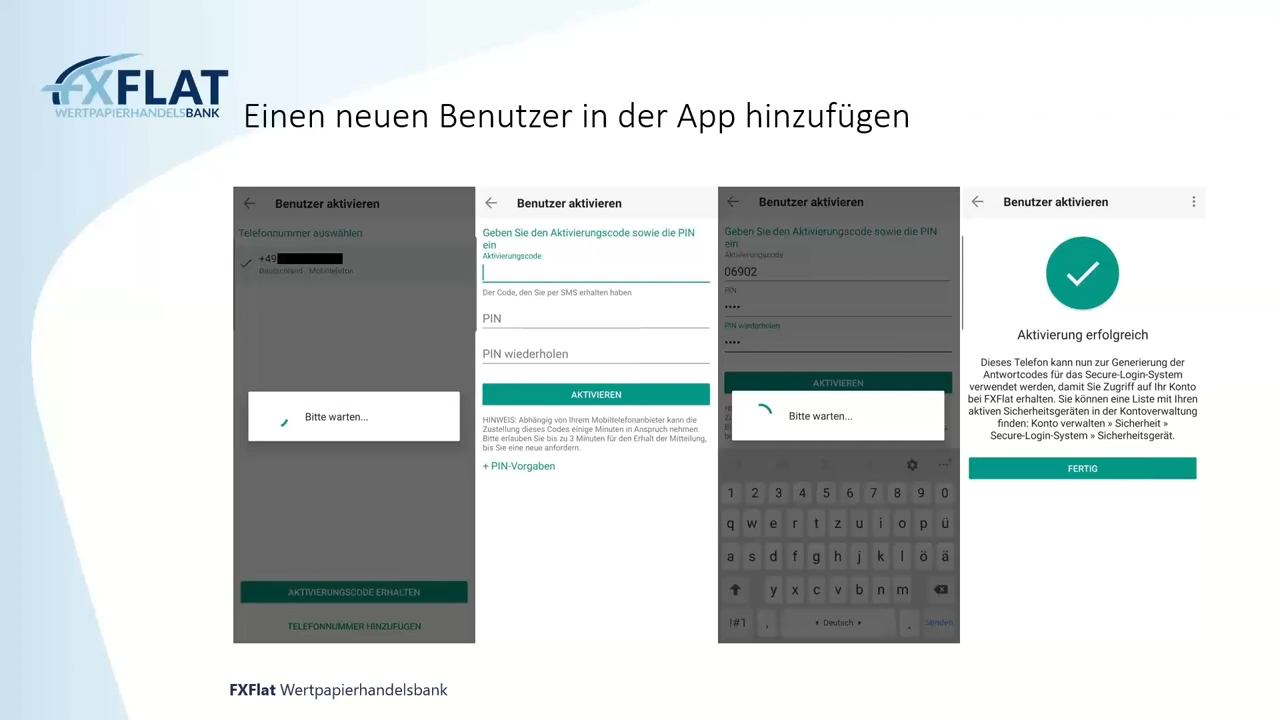 FXFLAT
WERTPAPIERHANDELSBANK
Einen neuen Benutzer in der App hinzufügen
Benutzer aktivieren
Telefonnummer auswählen
+49
Deutschland - Mobiltelefon
Bitte warten...
AKTIVIERUNGSCODE ERHALTEN
TELEFONNUMMER HINZUFÜGEN
Benutzer aktivieren
Geben Sie den Aktivierungscode sowie die PIN
ein
Aktivierungscode
Der Code, den Sie per SMS erhalten haben
PIN
PIN wiederholen
AKTIVIEREN
HINWEIS: Abhängig von Ihrem Mobiltelefonanbieter kann die
Zustellung dieses Codes einige Minuten in Anspruch nehmen.
Bitte erlauben Sie bis zu 3 Minuten für den Erhalt der Mitteilung,
bis Sie eine neue anfordern.
+ PIN-Vorgaben
Benutzer aktivieren
Geben Sie den Aktivierungscode sowie die PIN
ein
Aktivierungscode
06902
PIN
••••
PIN wiederholen
••••
AKTIVIEREN
Bitte warten...
1 2 3 4 5 6 7 8 9 0
q w e r t z u i o p ü
a s d f g h j k l ö ä
y x c v b n m
!#1 , Deutsch . Senden
Benutzer aktivieren
Aktivierung erfolgreich
Dieses Telefon kann nun zur Generierung der
Antwortcodes für das Secure-Login-System
verwendet werden, damit Sie Zugriff auf Ihr Konto
bei FXFlat erhalten. Sie können eine Liste mit Ihren
aktiven Sicherheitsgeräten in der Kontoverwaltung
finden: Konto verwalten » Sicherheit »
Secure-Login-System » Sicherheitsgerät.
FERTIG
FXFlat Wertpapierhandelsbank